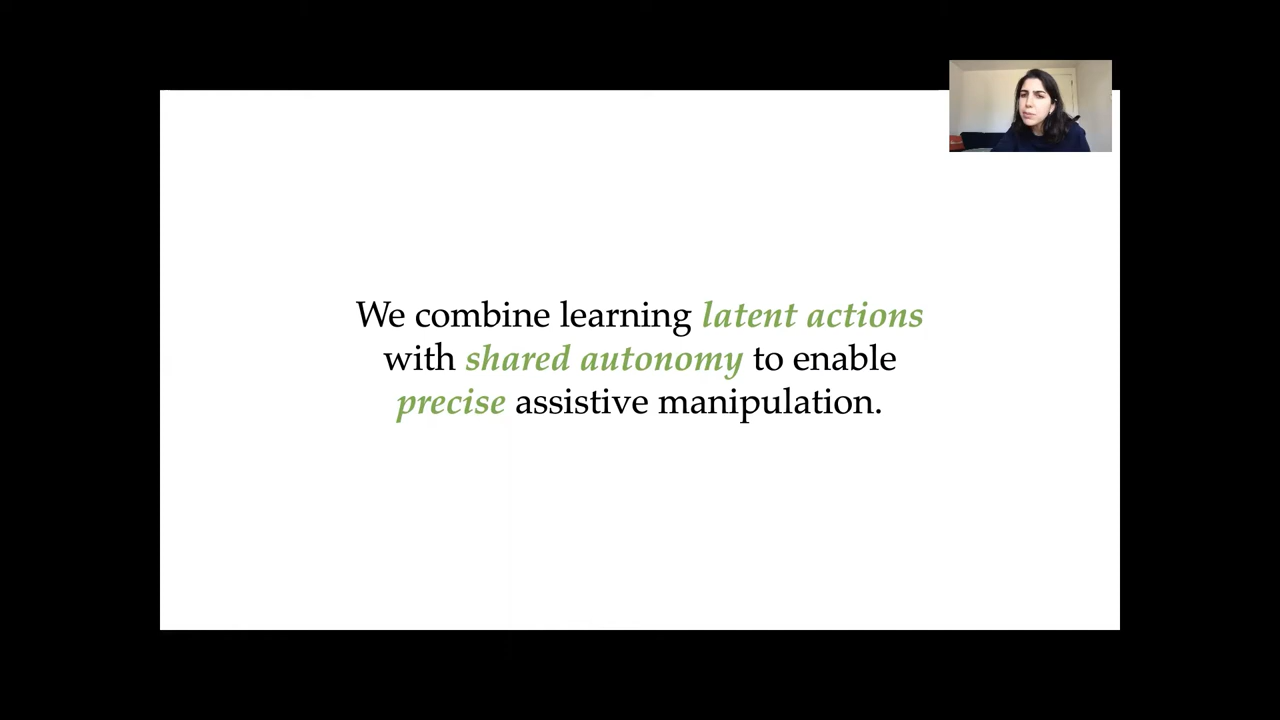 We combine learning latent actions
with shared autonomy to enable
precise assistive manipulation.